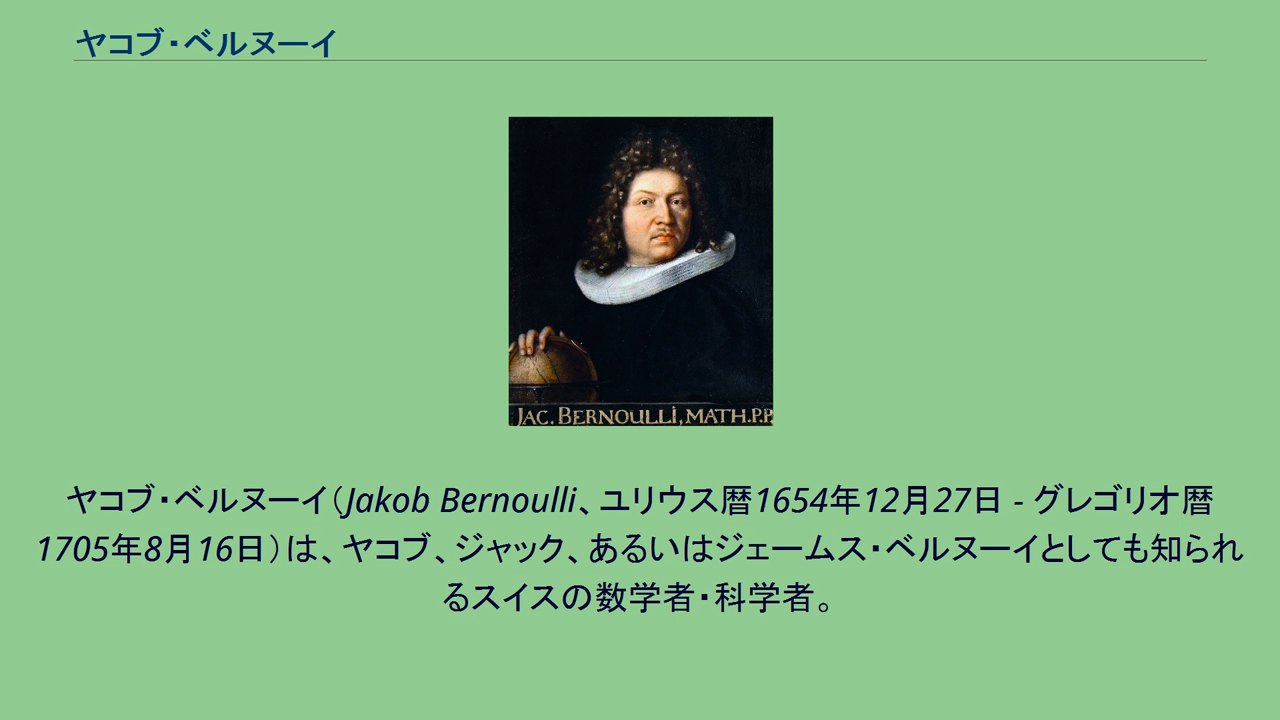 ヤコブ・ベルヌーイ
JAC. BERNOULLI, MATH.P.P.
ヤコブ・ベルヌーイ（Jakob Bernoulli、ユリウス暦1654年12月27日 - グレゴリオ暦
1705年8月16日）は、ヤコブ、ジャック、あるいはジェームス・ベルヌーイとしても知られ
るスイスの数学者・科学者。